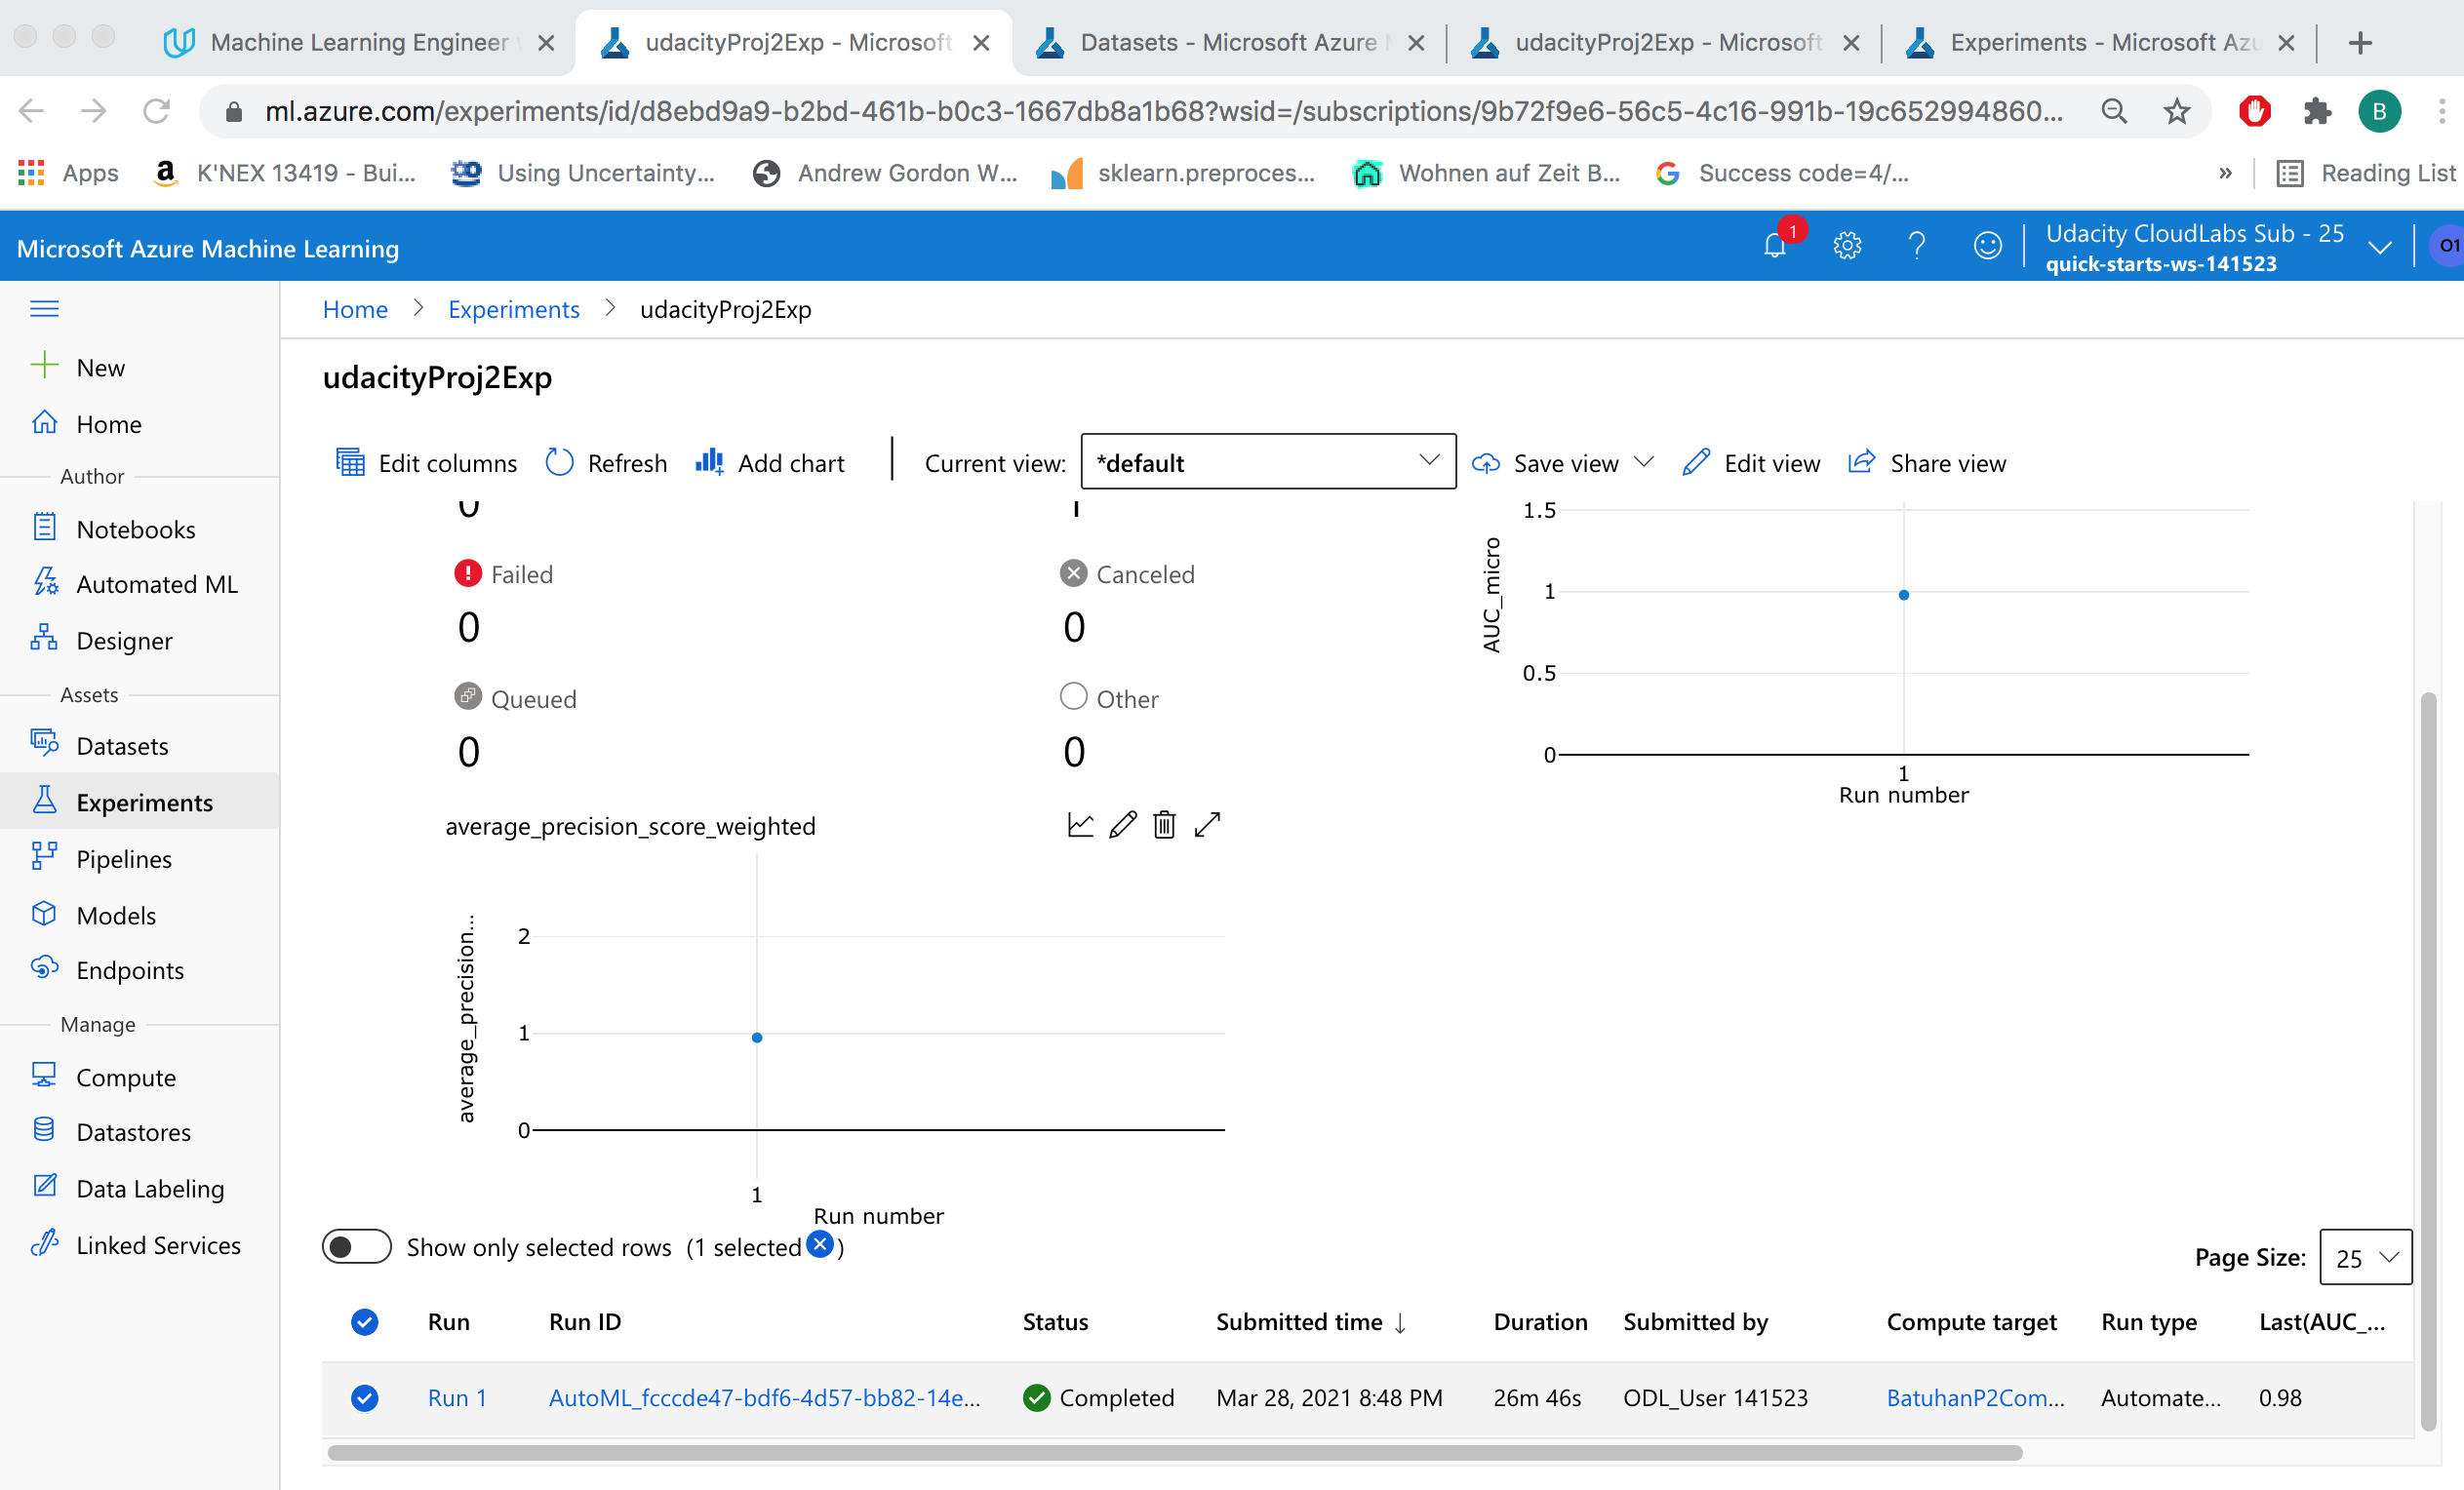 Machine Learning Engineer
udacityProj2Exp - Microsoft
Datasets - Microsoft Azure
udacityProj2Exp - Microsoft
Experiments - Microsoft Azu
ml.azure.com/experiments/id/d8ebd9a9-b2bd-461b-b0c3-1667db8a1b68?wsid=/subscriptions/9b72f9e6-56c5-4c16-991b-19c652994860...
B
Apps
K'NEX 13419 - Bui...
Using Uncertainty...
Andrew Gordon W...
sklearn.preproces...
Wohnen auf Zeit B...
Success code=4/...
»
Reading List
Microsoft Azure Machine Learning
1
Udacity CloudLabs Sub - 25
quick-starts-ws-141523
O1
Home > Experiments > udacityProj2Exp
New
Home
Author
Notebooks
Automated ML
Designer
Assets
Datasets
Experiments
Pipelines
Models
Endpoints
Manage
Compute
Datastores
Data Labeling
Linked Services
udacityProj2Exp
Edit columns
Refresh
Add chart
Current view:
*default
Save view
Edit view
Share view
0
1
Failed
0
Canceled
0
Queued
0
Other
0
AUC_micro
1.5
1
0.5
0
1
Run number
average_precision_score_weighted
average_precision...
2
1
0
1
Run number
Show only selected rows (1 selected )
Page Size: 25
Run Run ID Status Submitted time ↓ Duration Submitted by Compute target Run type Last(AUC_...
Run 1 AutoML_fcccde47-bdf6-4d57-bb82-14e... Completed Mar 28, 2021 8:48 PM 26m 46s ODL_User 141523 BatuhanP2Com... Automate... 0.98